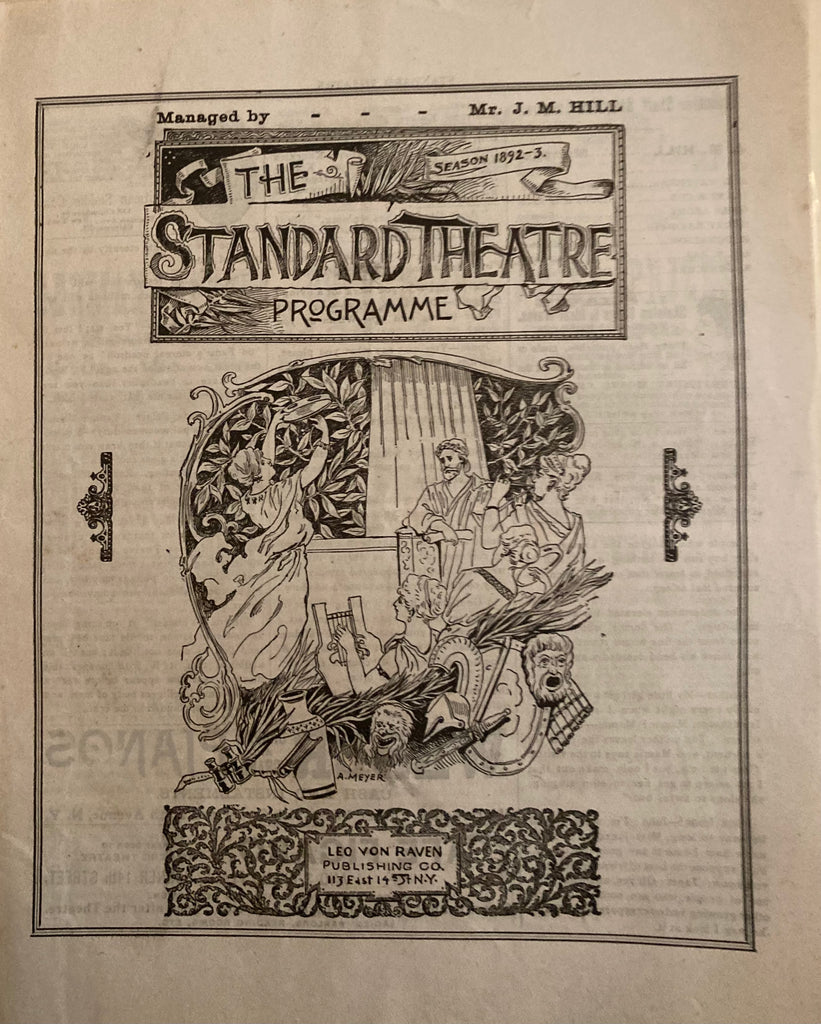 Managed by - - - Mr. J. M. HILL
THE
SEASON 1892-3.
STANDARD THEATRE
PROGRAMME
A. MEYER
LEO VON RAVEN
PUBLISHING CO.
113 East 14th ST N.Y.